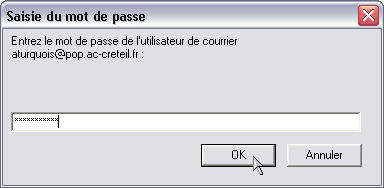 Saisie du mot de passe
Entrez le mot de passe de l'utilisateur de courrier
aturquois@pop.ac-creteil.fr :
xxxxxxxxxxx
OK
Annuler